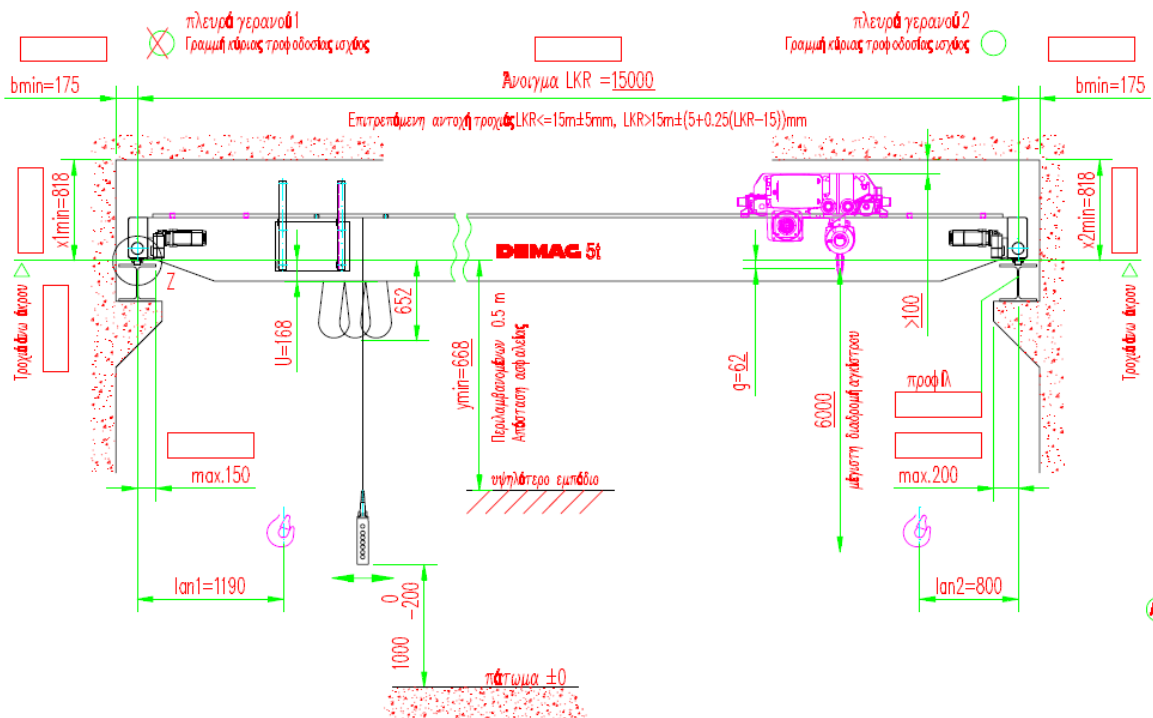 πλευρά γερανού 1
Γραμμή κύριας τροφοδοσίας ισχύος
πλευρά γερανού 2
Γραμμή κύριας τροφοδοσίας ισχύος
bmin=175
Άνοιγμα LKR =15000
bmin=175
Επιτρεπόμενη αντοχή τροχιάς LKR<=15m±5mm, LKR>15m±(5+0.25(LKR-15))mm
x1min=818
x2min=818
DEMAG 5t
Z
U=168
652
ymin=668
Περιλαμβανομένων 0.5 m
Απόσταση ασφαλείας
g=62
>100
6000
μέγιστη διαδρομή αγκίστρου
προφίλ
Τροχιά άνω άκρου
Τροχιά άνω άκρου
max.150
υψηλότερο εμπόδιο
max.200
lan1=1190
0
-200
1000
lan2=800
πάτωμα ±0